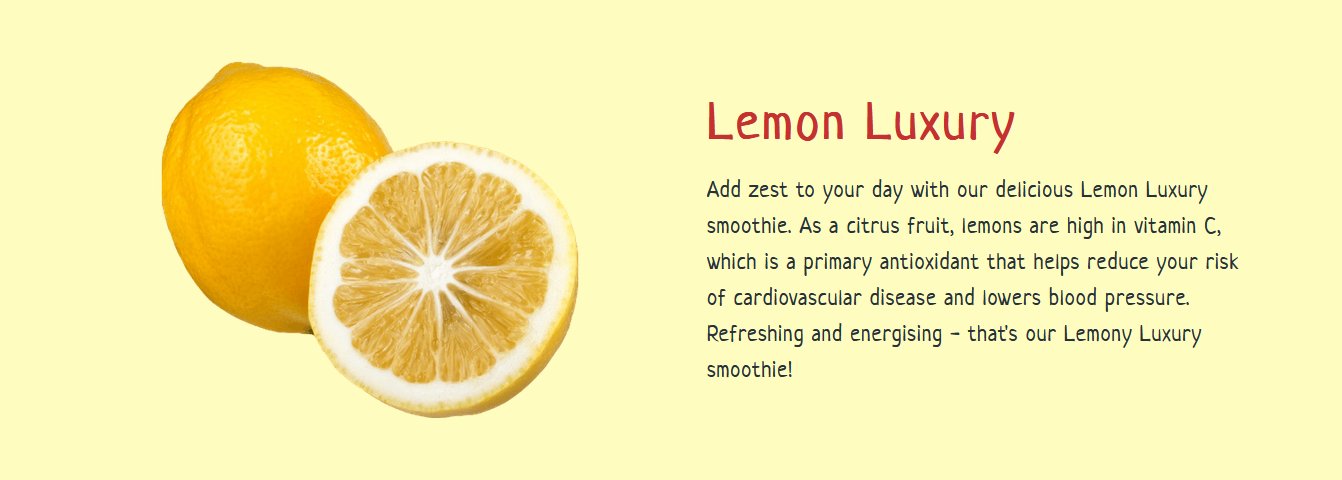 Lemon Luxury
Add zest to your day with our delicious Lemon Luxury
smoothie. As a citrus fruit, lemons are high in vitamin C,
which is a primary antioxidant that helps reduce your risk
of cardiovascular disease and lowers blood pressure.
Refreshing and energising - that's our Lemony Luxury
smoothie!